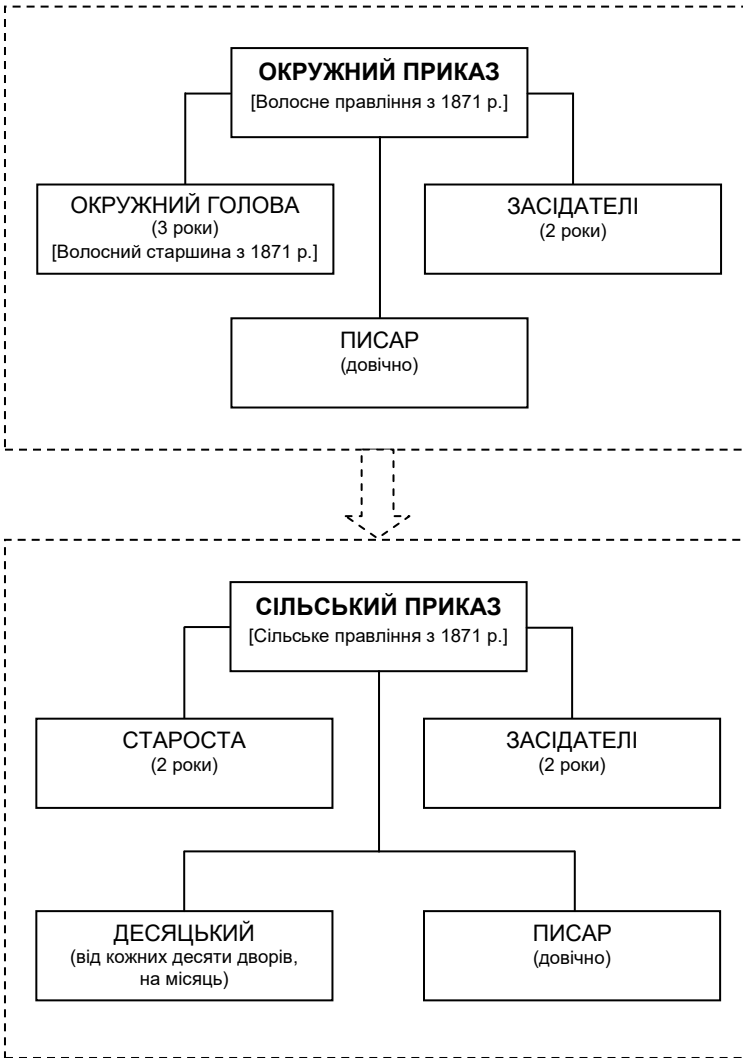 ОКРУЖНИЙ ПРИКАЗ
[Волосне правління з 1871 р.]
ОКРУЖНИЙ ГОЛОВА
(3 роки)
[Волосний старшина з 1871 р.]
ЗАСІДАТЕЛІ
(2 роки)
ПИСАР
(довічно)
СІЛЬСЬКИЙ ПРИКАЗ
[Сільське правління з 1871 р.]
СТАРОСТА
(2 роки)
ЗАСІДАТЕЛІ
(2 роки)
ДЕСЯЦЬКИЙ
(від кожних десяти дворів,
на місяць)
ПИСАР
(довічно)